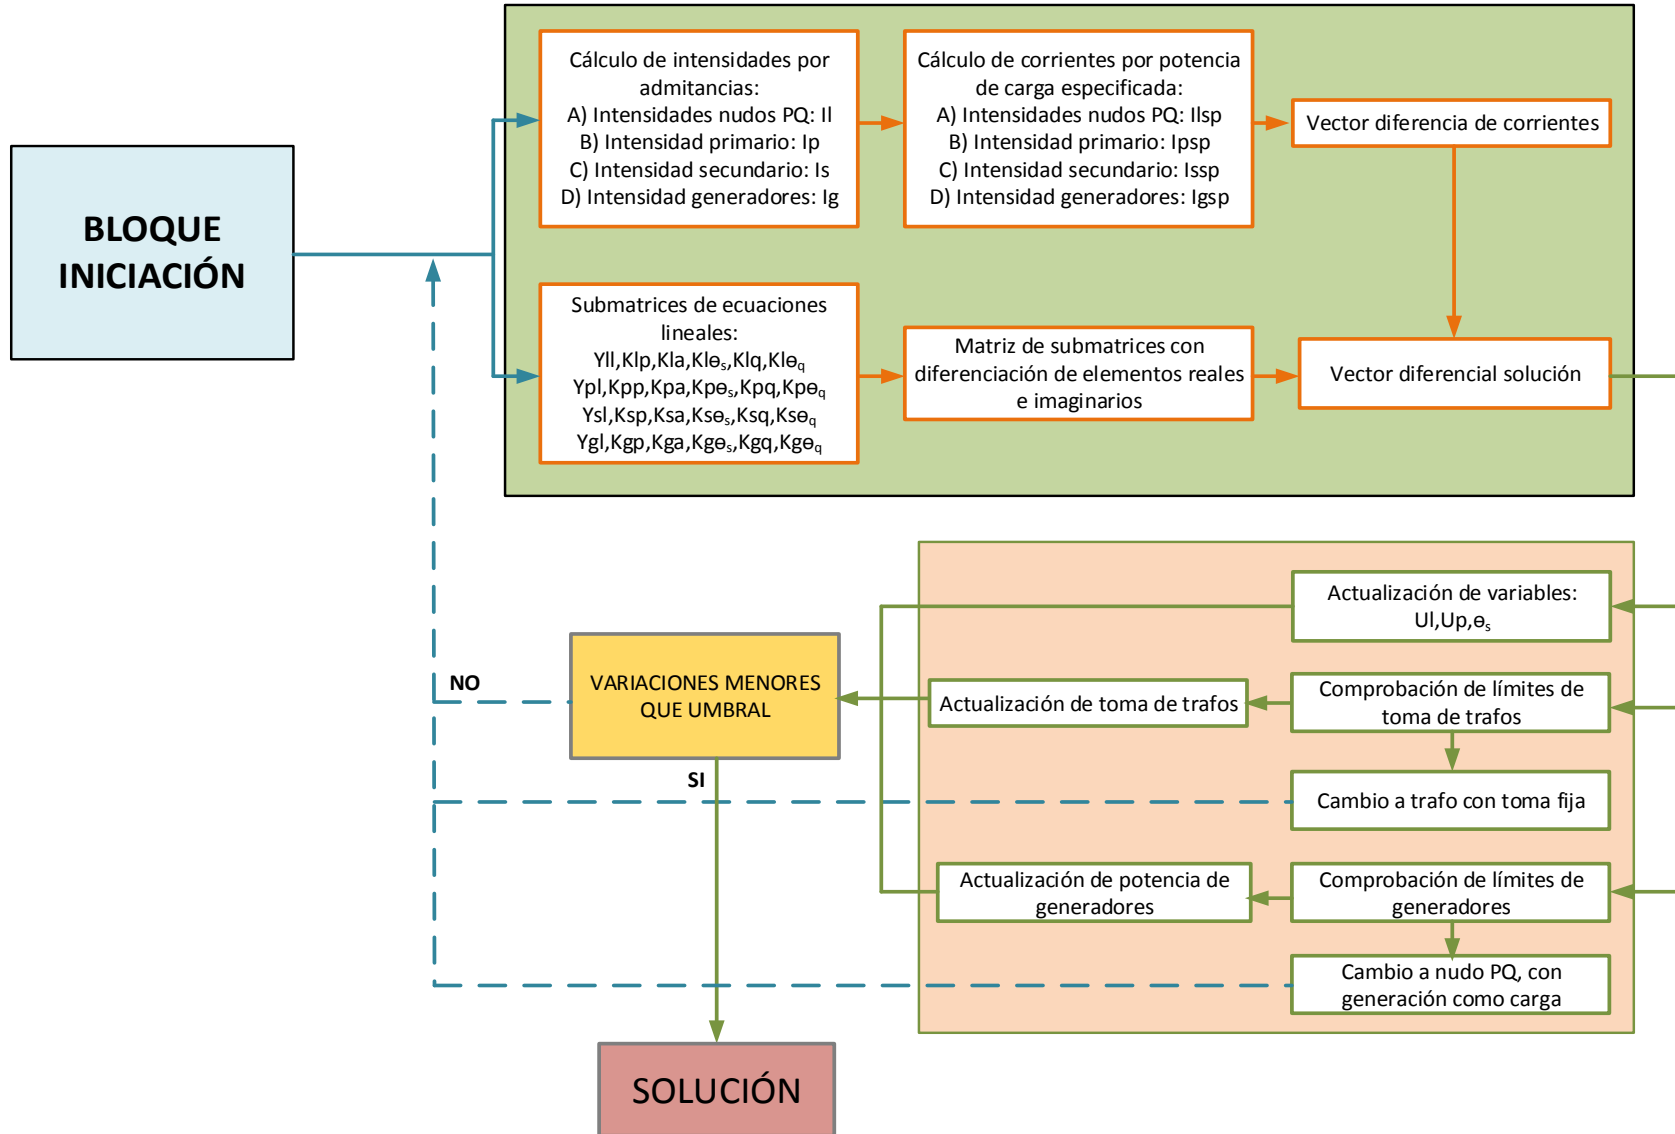 BLOQUE
INICIACIÓN
Cálculo de intensidades por
admitancias:
A) Intensidades nudos PQ: Il
B) Intensidad primario: Ip
C) Intensidad secundario: Is
D) Intensidad generadores: Ig
Cálculo de corrientes por potencia
de carga especificada:
A) Intensidades nudos PQ: Ilsp
B) Intensidad primario: Ipsp
C) Intensidad secundario: Issp
D) Intensidad generadores: Igsp
Vector diferencia de corrientes
Submatrices de ecuaciones
lineales:
Yll,Klp,Kla,Klɵₛ,Klq,Klɵq
Ypl,Kpp,Kpa,Kpɵₛ,Kpq,Kpɵq
Ysl,Ksp,Ksa,Ksɵₛ,Ksq,Ksɵq
Ygl,Kgp,Kga,Kgɵₛ,Kgq,Kgɵq
Matriz de submatrices con
diferenciación de elementos reales
e imaginarios
Vector diferencial solución
Actualización de variables:
Ul,Up,ɵₛ
NO
VARIACIONES MENORES
QUE UMBRAL
Actualización de toma de trafos
Comprobación de límites de
toma de trafos
SI
Cambio a trafo con toma fija
Actualización de potencia de
generadores
Comprobación de límites de
generadores
Cambio a nudo PQ, con
generación como carga
SOLUCIÓN